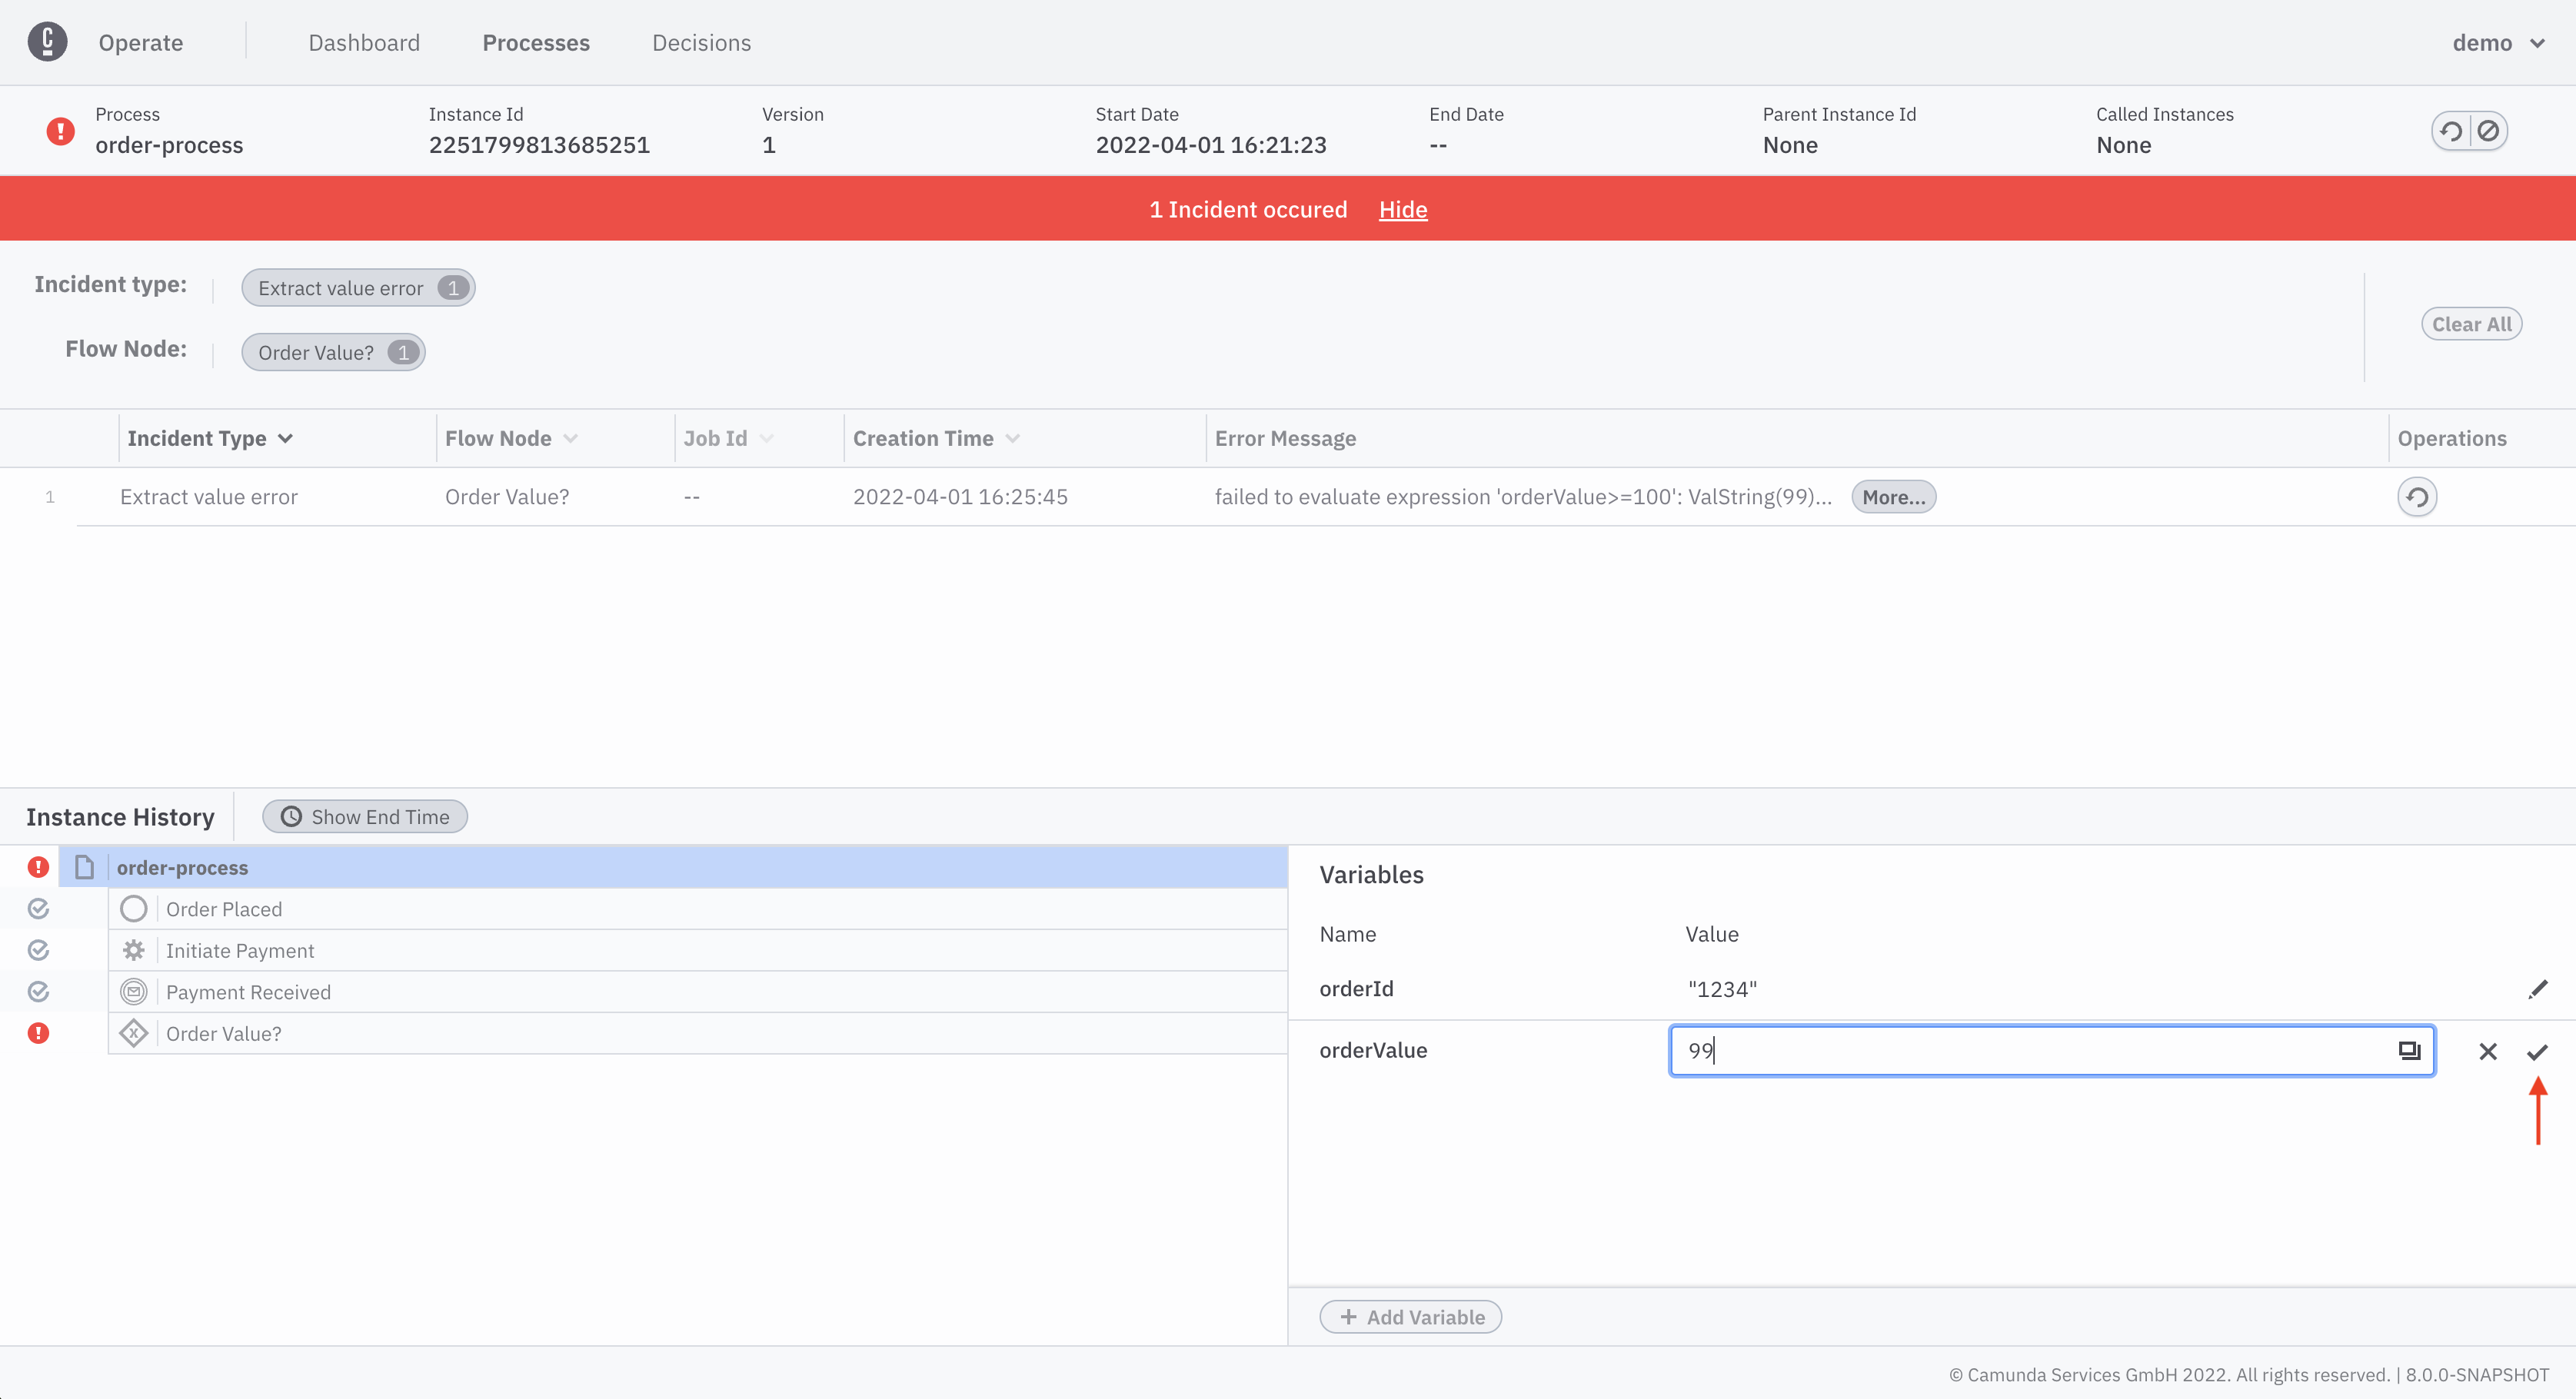 Operate Dashboard Processes Decisions demo
Process Instance Id Version Start Date End Date Parent Instance Id Called Instances
order-process 2251799813685251 1 2022-04-01 16:21:23 -- None None
1 Incident occured Hide
Incident type: Extract value error 1
Clear All
Flow Node: Order Value? 1
Incident Type Flow Node Job Id Creation Time Error Message Operations
1 Extract value error Order Value? -- 2022-04-01 16:25:45 failed to evaluate expression 'orderValue>=100': ValString(99)... More...
Instance History Show End Time
order-process
Order Placed
Initiate Payment
Payment Received
Order Value?
Variables
Name Value
orderId "1234"
orderValue 99
+ Add Variable
© Camunda Services GmbH 2022. All rights reserved. | 8.0.0-SNAPSHOT